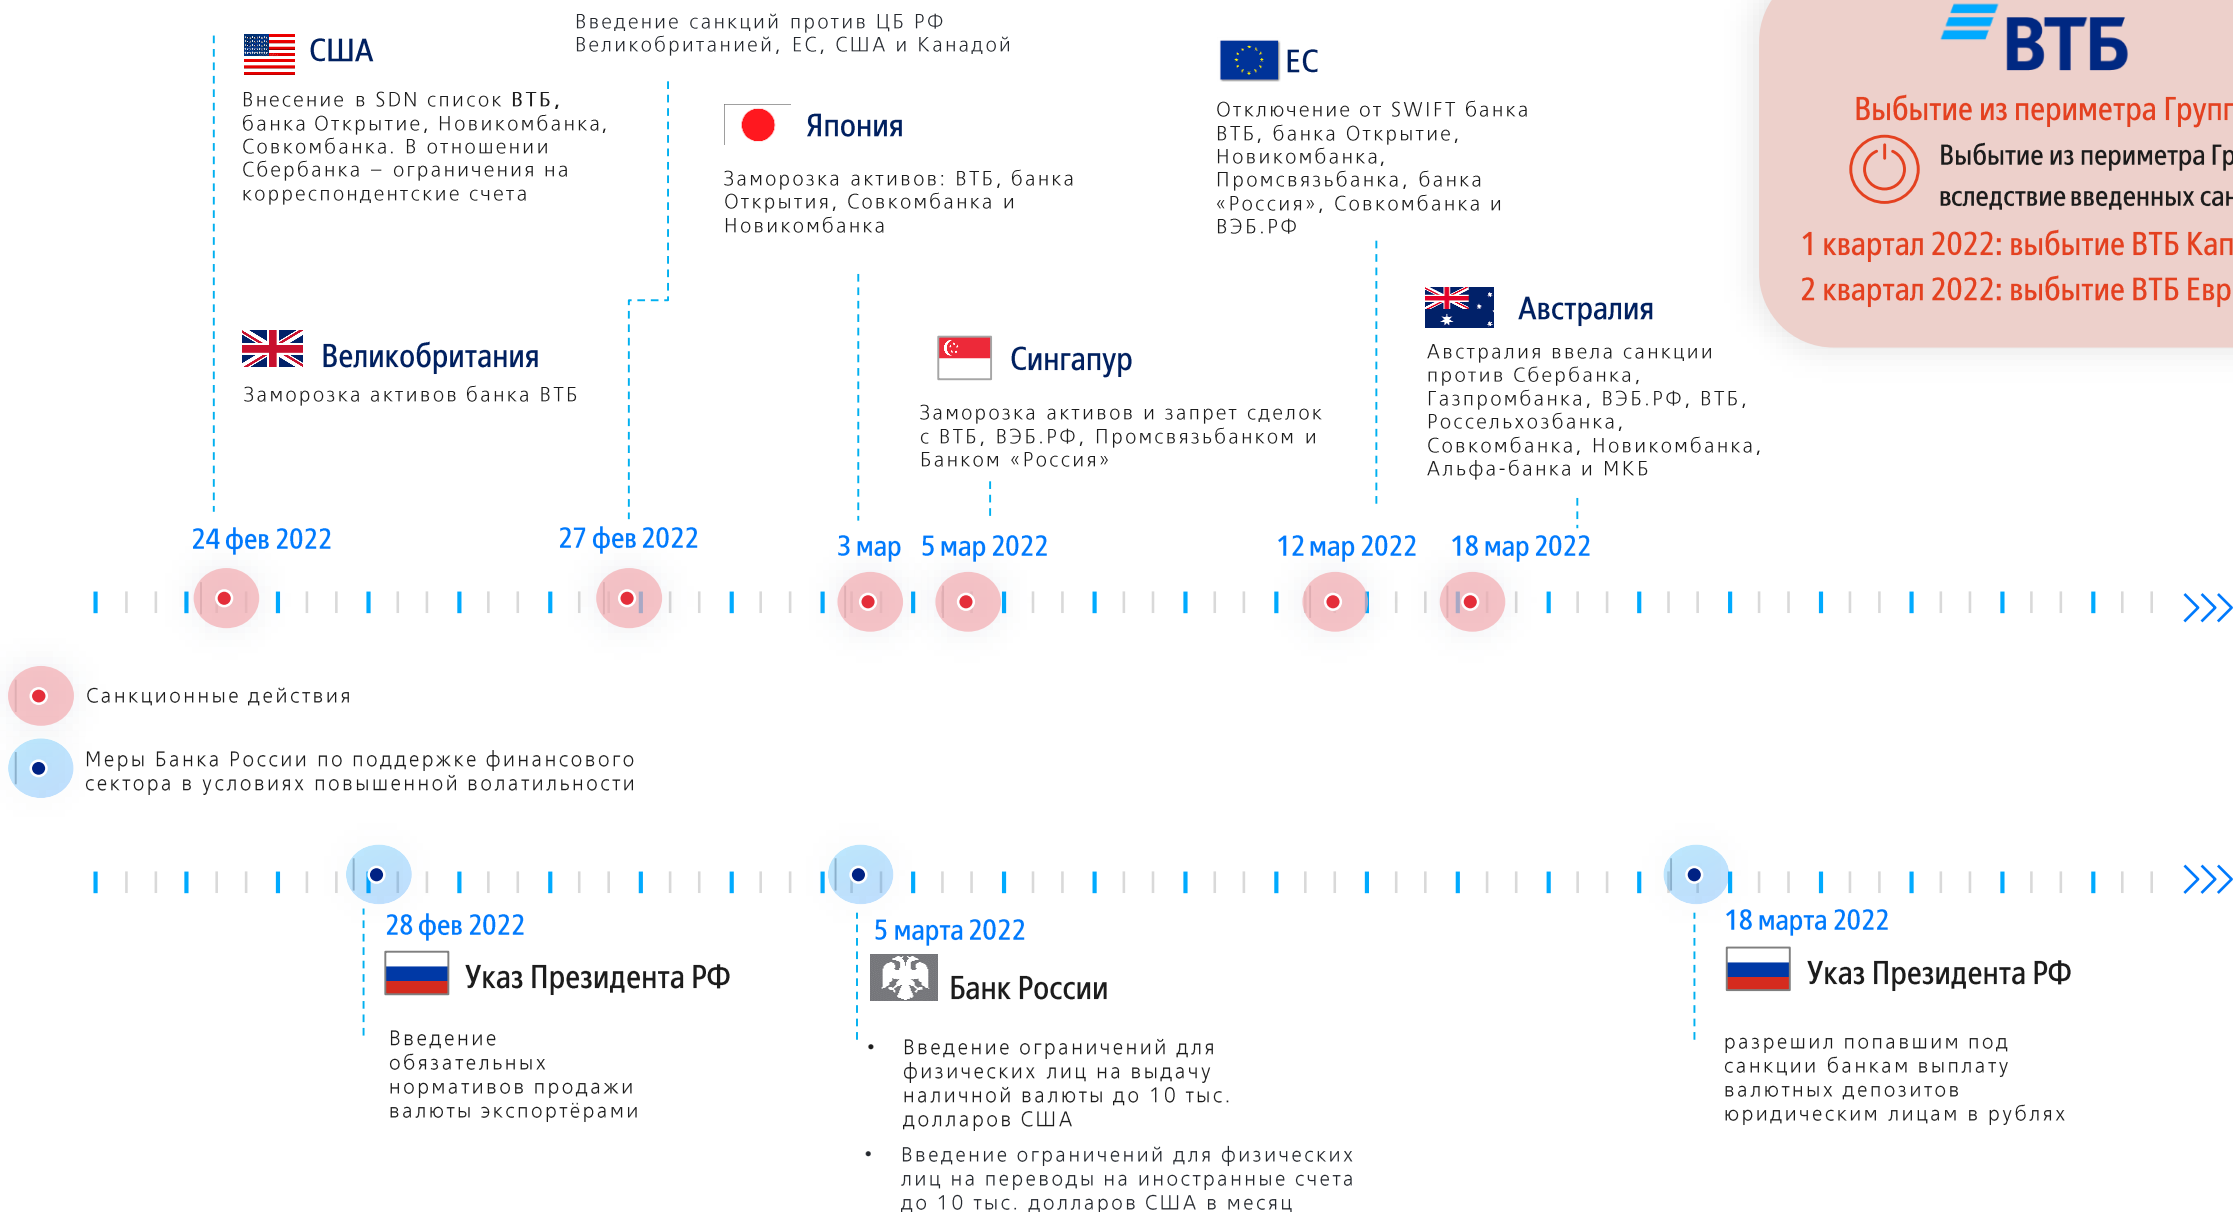 США
Внесение в SDN список ВТБ,
банка Открытие, Новикомбанка,
Совкомбанка. В отношении
Сбербанка – ограничения на
корреспондентские счета
Великобритания
Заморозка активов банка ВТБ
Введение санкций против ЦБ РФ
Великобританией, ЕС, США и Канадой
Япония
Заморозка активов: ВТБ, банка
Открытия, Совкомбанка и
Новикомбанка
Сингапур
Заморозка активов и запрет сделок
с ВТБ, ВЭБ.РФ, Промсвязьбанком и
Банком «Россия»
ЕС
Отключение от SWIFT банка
ВТБ, банка Открытие,
Новикомбанка,
Промсвязьбанка, банка
«Россия», Совкомбанка и
ВЭБ.РФ
Австралия
Австралия ввела санкции
против Сбербанка,
Газпромбанка, ВЭБ.РФ, ВТБ,
Россельхозбанка,
Совкомбанка, Новикомбанка,
Альфа-банка и МКБ
ВТБ
Выбытие из периметра Групп
Выбытие из периметра Гр
вследствие введенных сан
1 квартал 2022: выбытие ВТБ Кап
2 квартал 2022: выбытие ВТБ Евр
24 фев 2022
27 фев 2022
3 мар
5 мар 2022
12 мар 2022
18 мар 2022
Санкционные действия
Меры Банка России по поддержке финансового
сектора в условиях повышенной волатильности
28 фев 2022
Указ Президента РФ
Введение
обязательных
нормативов продажи
валюты экспортёрами
5 марта 2022
Банк России
• Введение ограничений для
физических лиц на выдачу
наличной валюты до 10 тыс.
долларов США
• Введение ограничений для физических
лиц на переводы на иностранные счета
до 10 тыс. долларов США в месяц
18 марта 2022
Указ Президента РФ
разрешил попавшим под
санкции банкам выплату
валютных депозитов
юридическим лицам в рублях